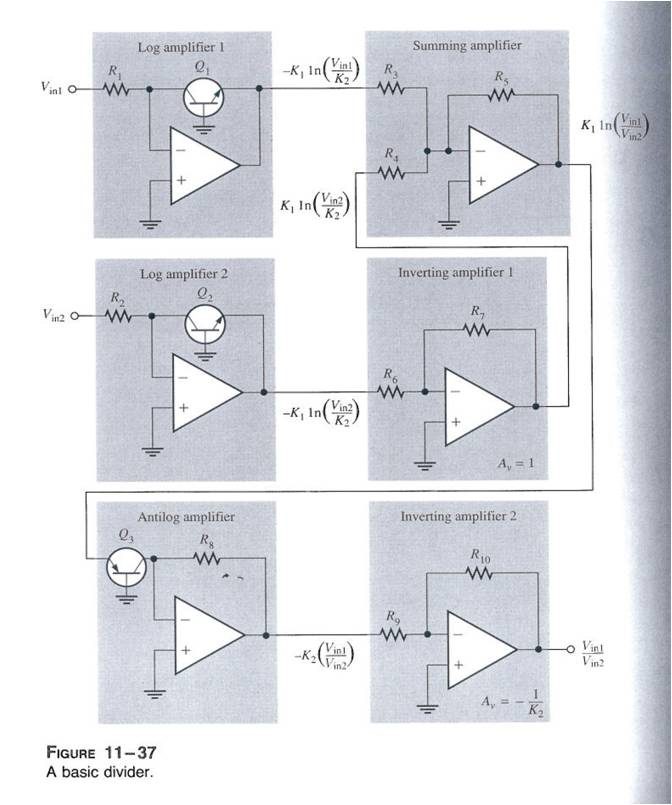 Log amplifier 1
R1
Q1
Vin1
−K1 ln(Vin1/K2)
Summing amplifier
R3
R5
K1 ln(Vin1/Vin2)
R4
−
+
−
+
K1 ln(Vin2/K2)
Log amplifier 2
R2
Q2
Vin2
Inverting amplifier 1
R7
R6
−
+
−K1 ln(Vin2/K2)
−
+
Av = 1
Antilog amplifier
Q3
R8
Inverting amplifier 2
R10
R9
−
+
−K2(Vin1/Vin2)
−
+
Vin1/Vin2
Av = −1/K2
FIGURE 11–37
A basic divider.